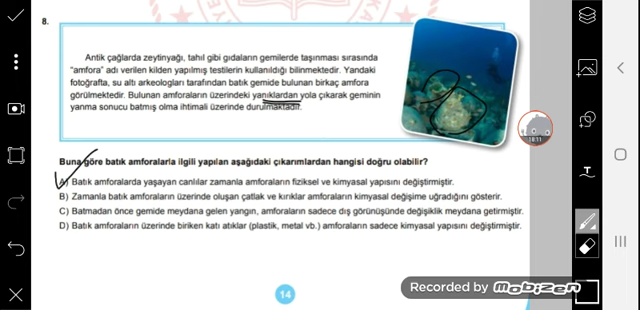 8.
Antik çağlarda zeytinyağı, tahıl gibi gıdaların gemilerde taşınması sırasında
"amfora" adı verilen kilden yapılmış testilerin kullanıldığı bilinmektedir. Yandaki
fotoğrafta, su altı arkeologları tarafından batık gemide bulunan birkaç amfora
görülmektedir. Bulunan amforaların üzerindeki yanıklardan yola çıkarak geminin
yanma sonucu batmış olma ihtimali üzerinde durulmaktadır.
Buna göre batık amforalarla ilgili yapılan aşağıdaki çıkarımlardan hangisi doğru olabilir?
A) Batık amforalarda yaşayan canlılar zamanla amforaların fiziksel ve kimyasal yapısını değiştirmiştir.
B) Zamanla batık amforaların üzerinde oluşan çatlak ve kırıklar amforaların kimyasal değişime uğradığını gösterir.
C) Batmadan önce gemide meydana gelen yangın, amforaların sadece dış görünüşünde değişiklik meydana getirmiştir.
D) Batık amforaların üzerinde biriken katı atıklar (plastik, metal vb.) amforaların sadece kimyasal yapısını değiştirmiştir.
14
10:11
Recorded by Mobizen